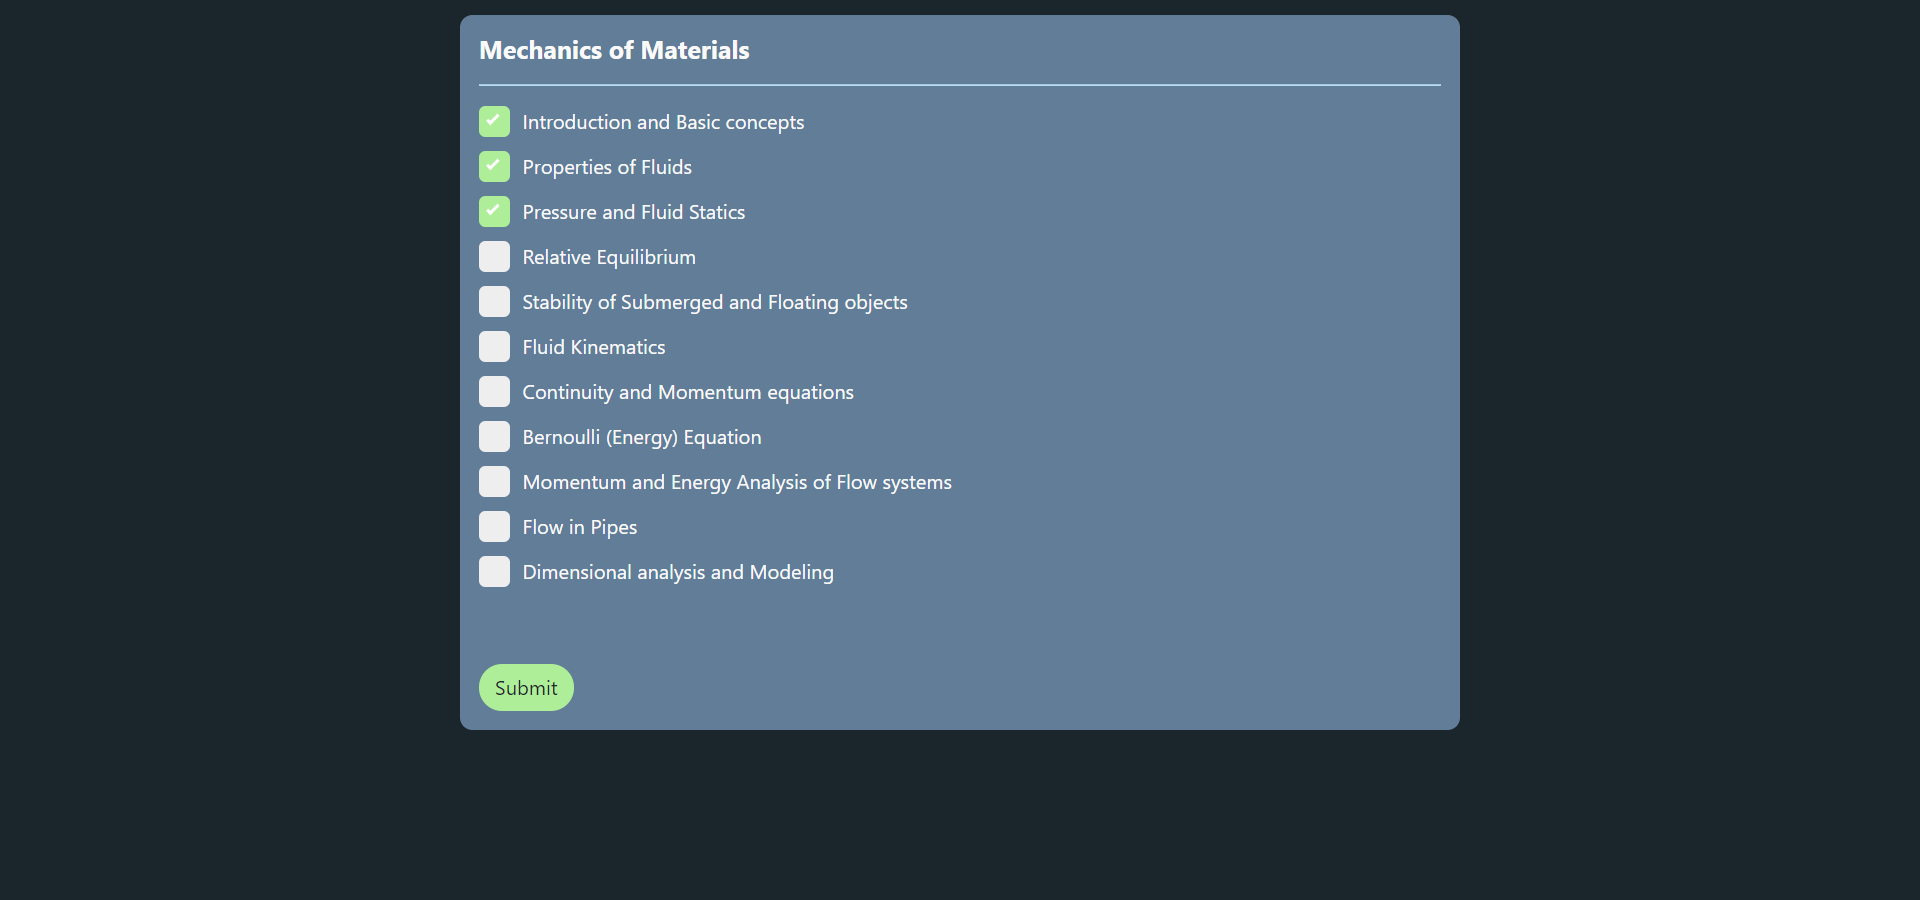 Mechanics of Materials
Introduction and Basic concepts
Properties of Fluids
Pressure and Fluid Statics
Relative Equilibrium
Stability of Submerged and Floating objects
Fluid Kinematics
Continuity and Momentum equations
Bernoulli (Energy) Equation
Momentum and Energy Analysis of Flow systems
Flow in Pipes
Dimensional analysis and Modeling
Submit